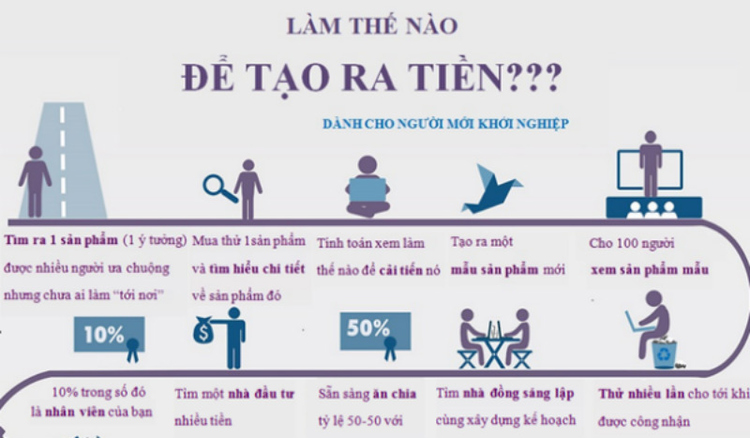 LÀM THẾ NÀO
ĐỂ TẠO RA TIỀN???
DÀNH CHO NGƯỜI MỚI KHỞI NGHIỆP
Tìm ra 1 sản phẩm (1 ý tưởng)
được nhiều người ưa chuộng
nhưng chưa ai làm "tới nơi"
Mua thử 1sản phẩm
và tìm hiểu chi tiết
về sản phẩm đó
Tính toán xem làm
thế nào để cải tiến nó
Tạo ra một
mẫu sản phẩm mới
Cho 100 người
xem sản phẩm mẫu
10%
$
50%
10% trong số đó
là nhân viên của bạn
Tìm một nhà đầu tư
nhiều tiền
Sẵn sàng ăn chia
tỷ lệ 50-50 với
Tìm nhà đồng sáng lập
cùng xây dựng kế hoạch
Thử nhiều lần cho tới khi
được công nhận